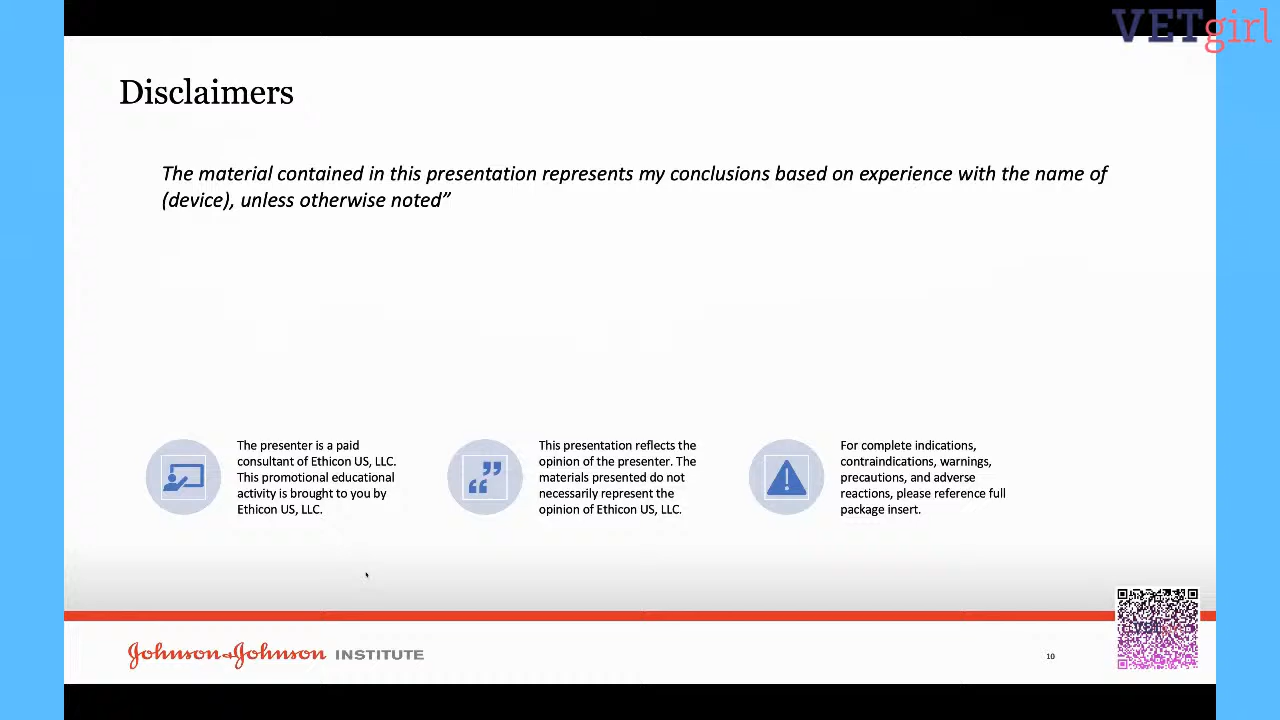 VETgirl
Disclaimers
The material contained in this presentation represents my conclusions based on experience with the name of
(device), unless otherwise noted”
The presenter is a paid
consultant of Ethicon US, LLC.
This promotional educational
activity is brought to you by
Ethicon US, LLC.
This presentation reflects the
opinion of the presenter. The
materials presented do not
necessarily represent the
opinion of Ethicon US, LLC.
For complete indications,
contraindications, warnings,
precautions, and adverse
reactions, please reference full
package insert.
Johnson & Johnson INSTITUTE
10